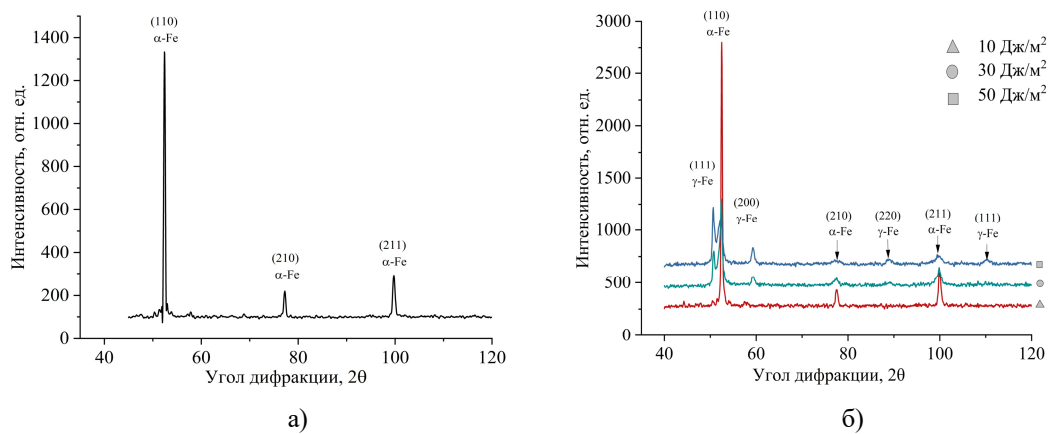 (110)
α-Fe
1400
1200
1000
800
600
400
200
0
Интенсивность, отн. ед.
(210)
α-Fe
(211)
α-Fe
40
60
80
100
120
Угол дифракции, 2θ
а)
(110)
α-Fe
10 Дж/м²
30 Дж/м²
50 Дж/м²
3000
2500
2000
1500
1000
500
0
Интенсивность, отн. ед.
(111)
γ-Fe
(200)
γ-Fe
(210)
α-Fe
(220)
γ-Fe
(211)
α-Fe
(111)
γ-Fe
40
60
80
100
120
Угол дифракции, 2θ
б)